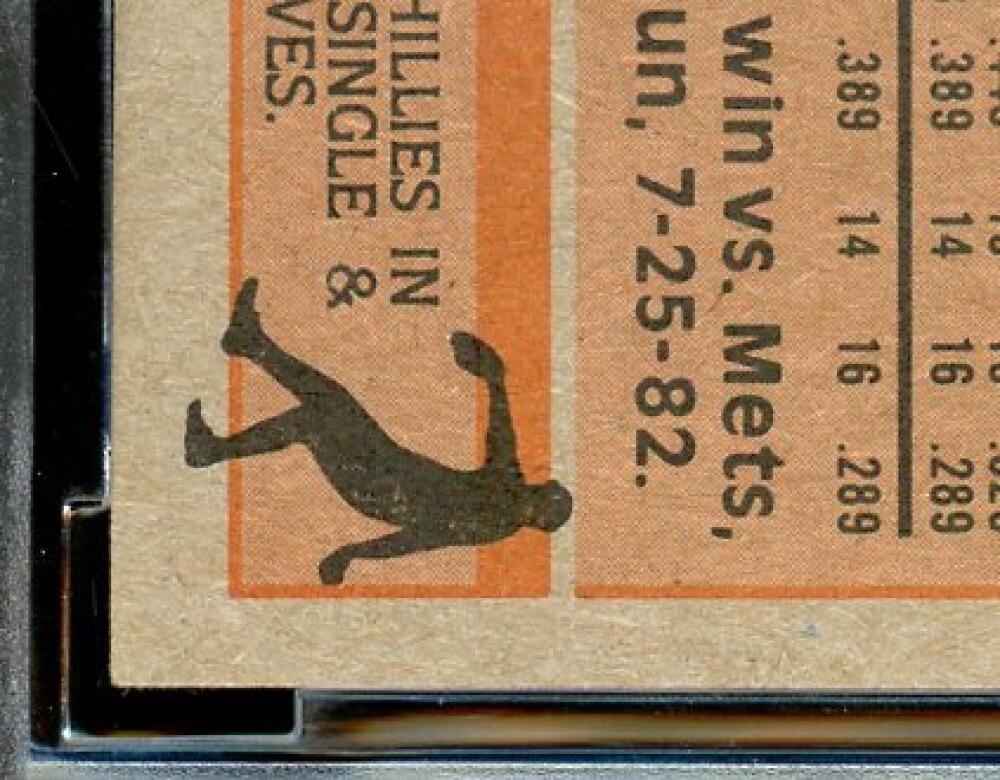 .389 14 16 .289
.389 14 16 .289
win vs. Mets,
un, 7-25-82.
HILLIES IN
SINGLE &
VES.